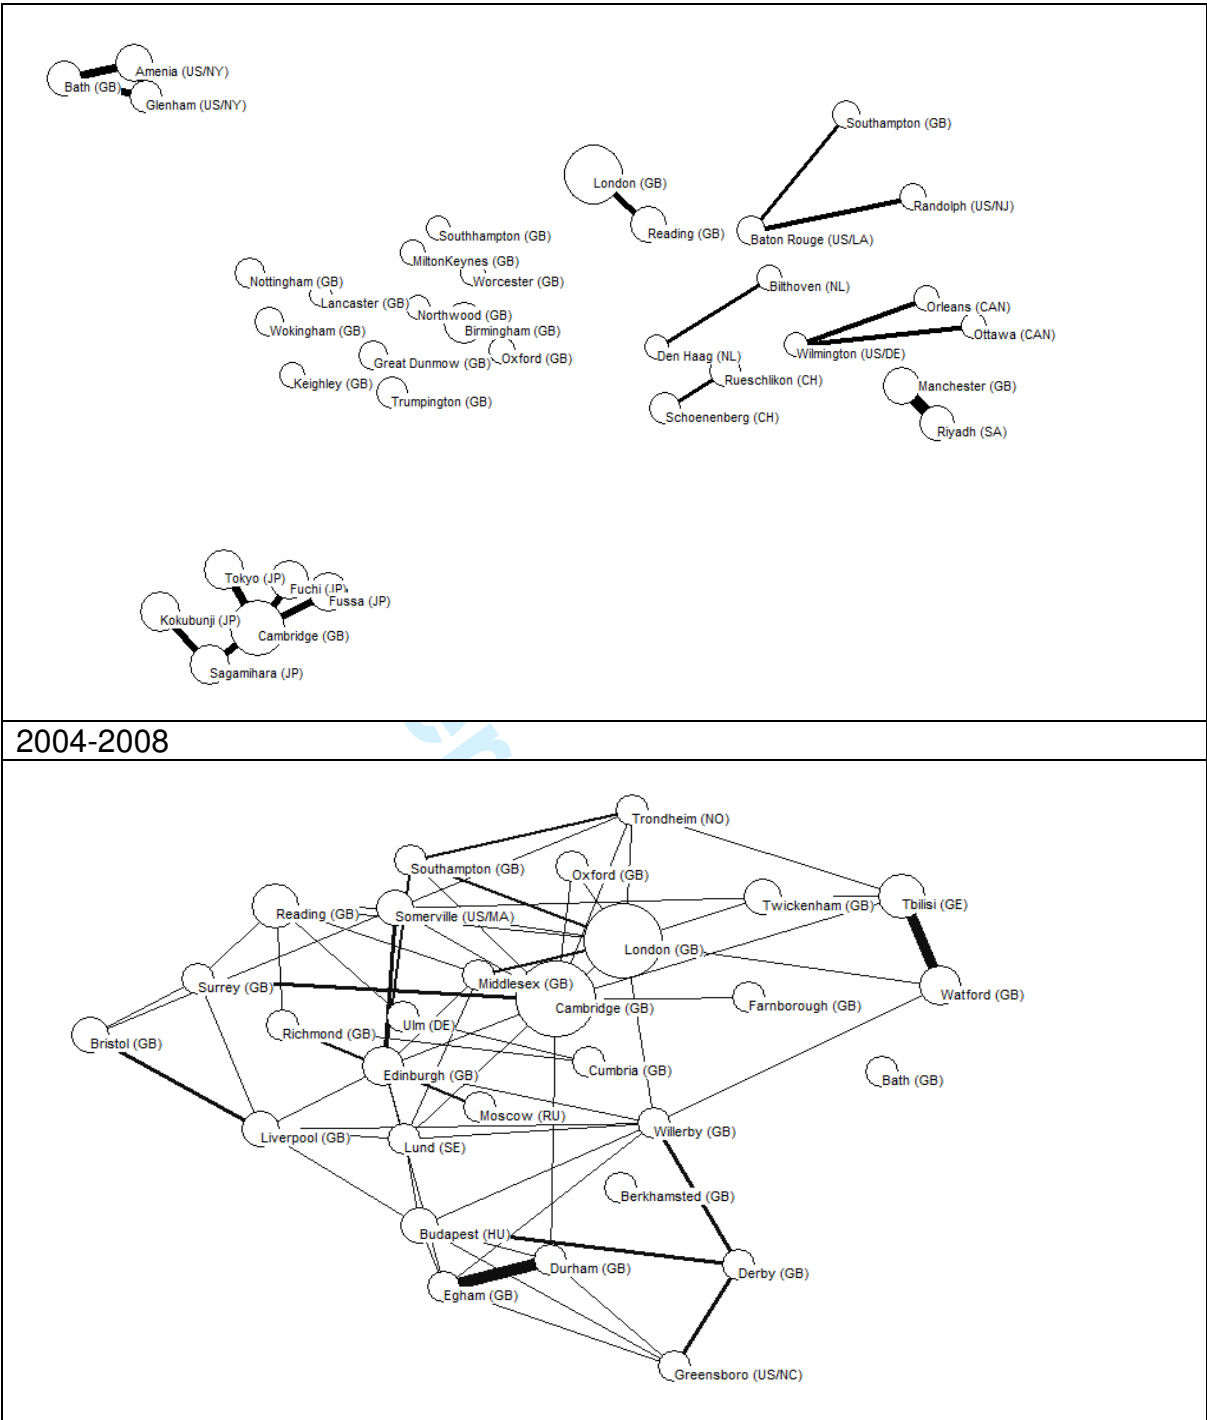 Amenia (US/NY)
Bath (GB)
Glenham (US/NY)
Southampton (GB)
London (GB)
Randolph (US/NJ)
Reading (GB)
Baton Rouge (US/LA)
Southhampton (GB)
MiltonKeynes (GB)
Nottingham (GB)
Worcester (GB)
Bilthoven (NL)
Lancaster (GB)
Orleans (CAN)
Northwood (GB)
Wokingham (GB)
Birmingham (GB)
Ottawa (CAN)
Great Dunmow (GB)
Oxford (GB)
Den Haag (NL)
Wilmington (US/DE)
Keighley (GB)
Rueschlikon (CH)
Manchester (GB)
Trumpington (GB)
Schoenenberg (CH)
Riyadh (SA)
Tokyo (JP)
Fuchi (JP)
Fussa (JP)
Kokubunji (JP)
Cambridge (GB)
Sagamihara (JP)
2004-2008
Trondheim (NO)
Southampton (GB)
Oxford (GB)
Reading (GB)
Somerville (US/MA)
Twickenham (GB)
Tbilisi (GE)
London (GB)
Surrey (GB)
Middlesex (GB)
Watford (GB)
Cambridge (GB)
Farnborough (GB)
Richmond (GB)
Ulm (DE)
Bristol (GB)
Edinburgh (GB)
Cumbria (GB)
Bath (GB)
Moscow (RU)
Liverpool (GB)
Lund (SE)
Willerby (GB)
Berkhamsted (GB)
Budapest (HU)
Durham (GB)
Derby (GB)
Egham (GB)
Greensboro (US/NC)